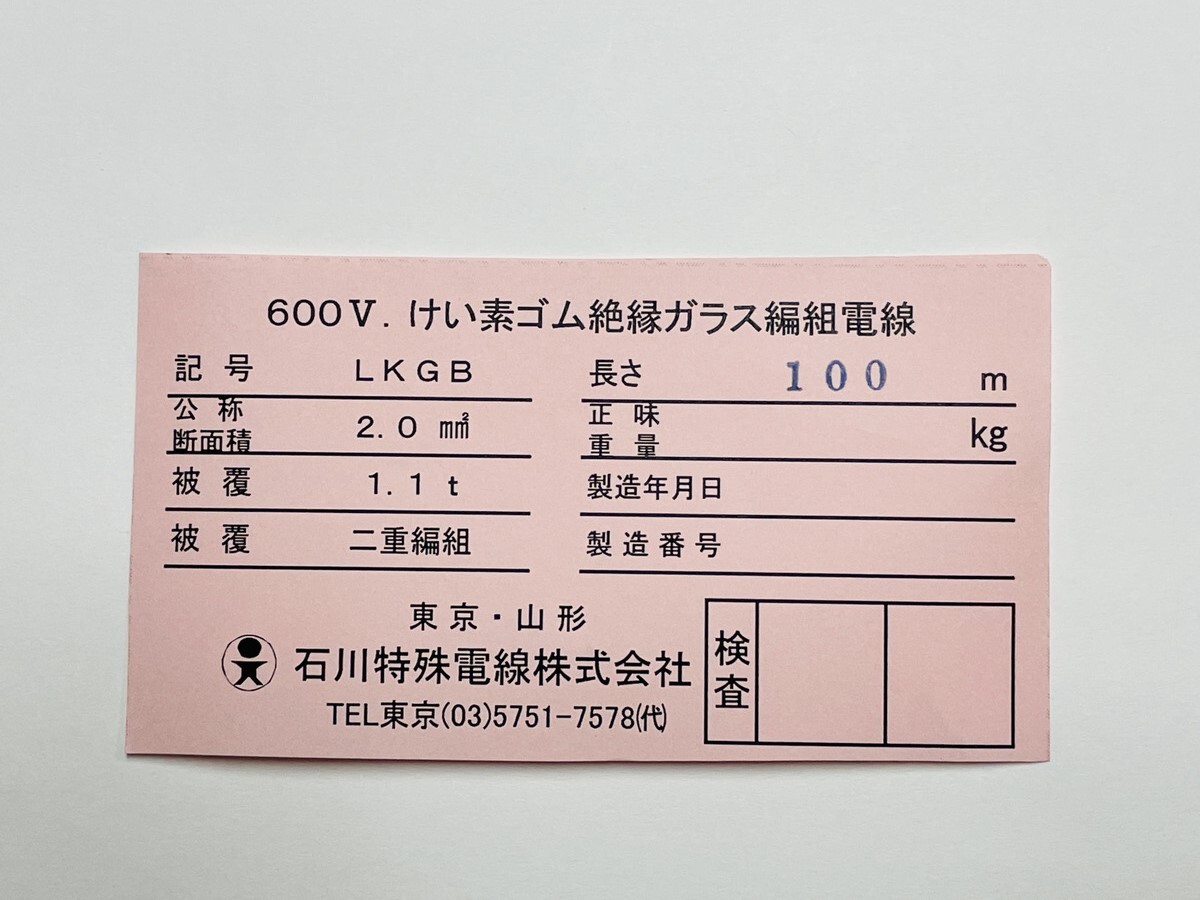 600V. けい素ゴム絶縁ガラス編組電線
記号 LKGB
公称断面積 2.0 ㎟
被覆 1.1 t
被覆 二重編組
長さ 100 m
正味重量 kg
製造年月日
製造番号
東京・山形
石川特殊電線株式会社
TEL東京(03)5751-7578(代)
検査